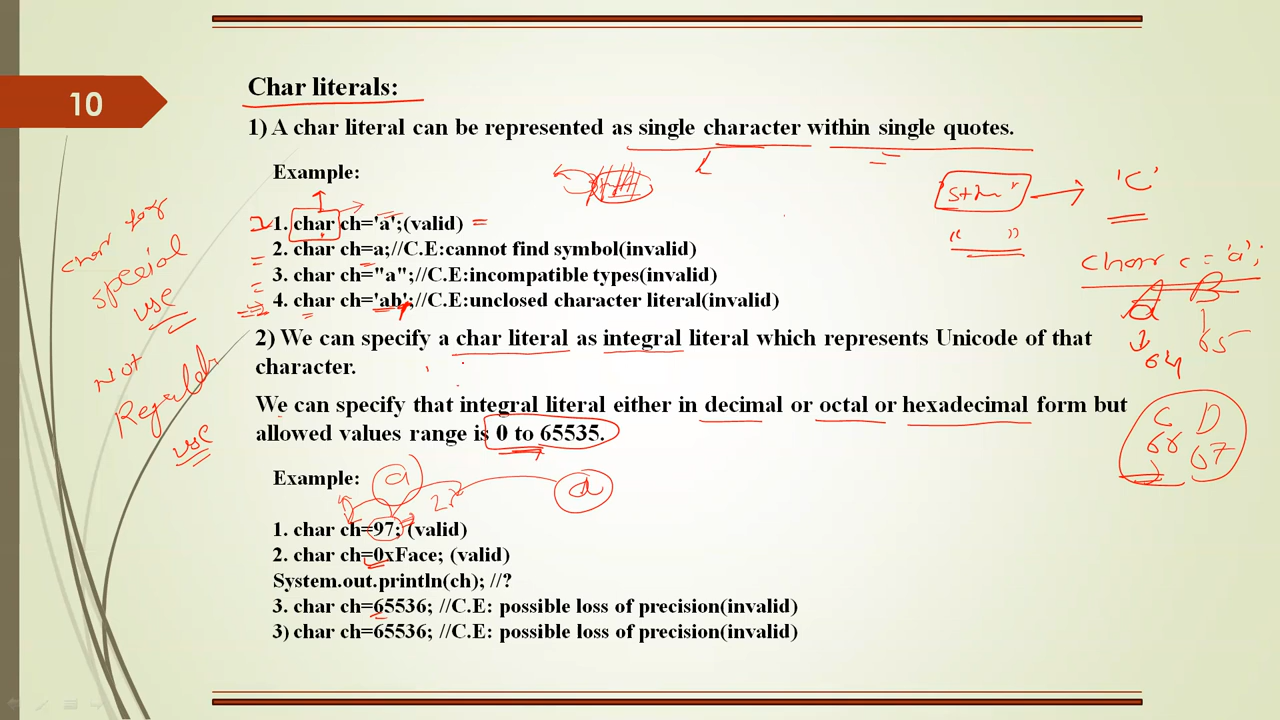 10
Char literals:
1) A char literal can be represented as single character within single quotes.
Example:
1. char ch='a';(valid) =
2. char ch=a;//C.E:cannot find symbol(invalid)
3. char ch="a";//C.E:incompatible types(invalid)
4. char ch='ab';//C.E:unclosed character literal(invalid)
2) We can specify a char literal as integral literal which represents Unicode of that
character.
We can specify that integral literal either in decimal or octal or hexadecimal form but
allowed values range is 0 to 65535.
Example:
1. char ch=97; (valid)
2. char ch=0xFace; (valid)
System.out.println(ch); //?
3. char ch=65536; //C.E: possible loss of precision(invalid)
3) char ch=65536; //C.E: possible loss of precision(invalid)
char for
special
use
Not
use
'C'
" "
char c = 'a';
B
64 65
C D
66 67
a